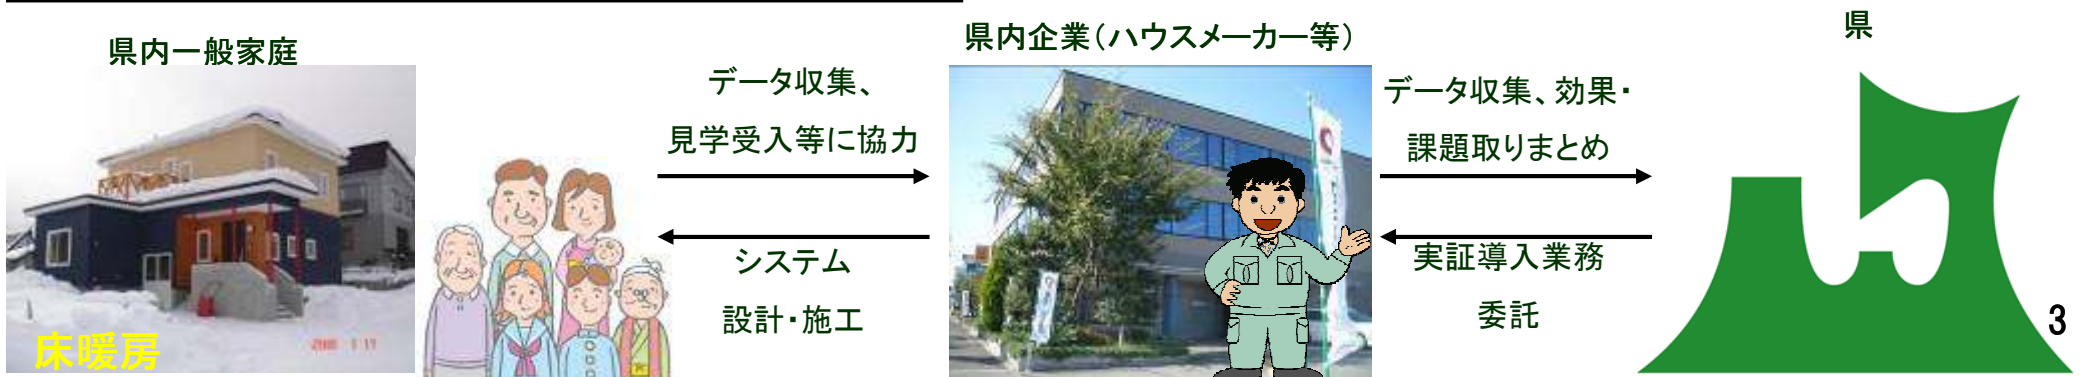 県内一般家庭
床暖房
データ収集、
見学受入等に協力
システム
設計・施工
県内企業（ハウスメーカー等）
データ収集、効果・
課題取りまとめ
実証導入業務
委託
県
3